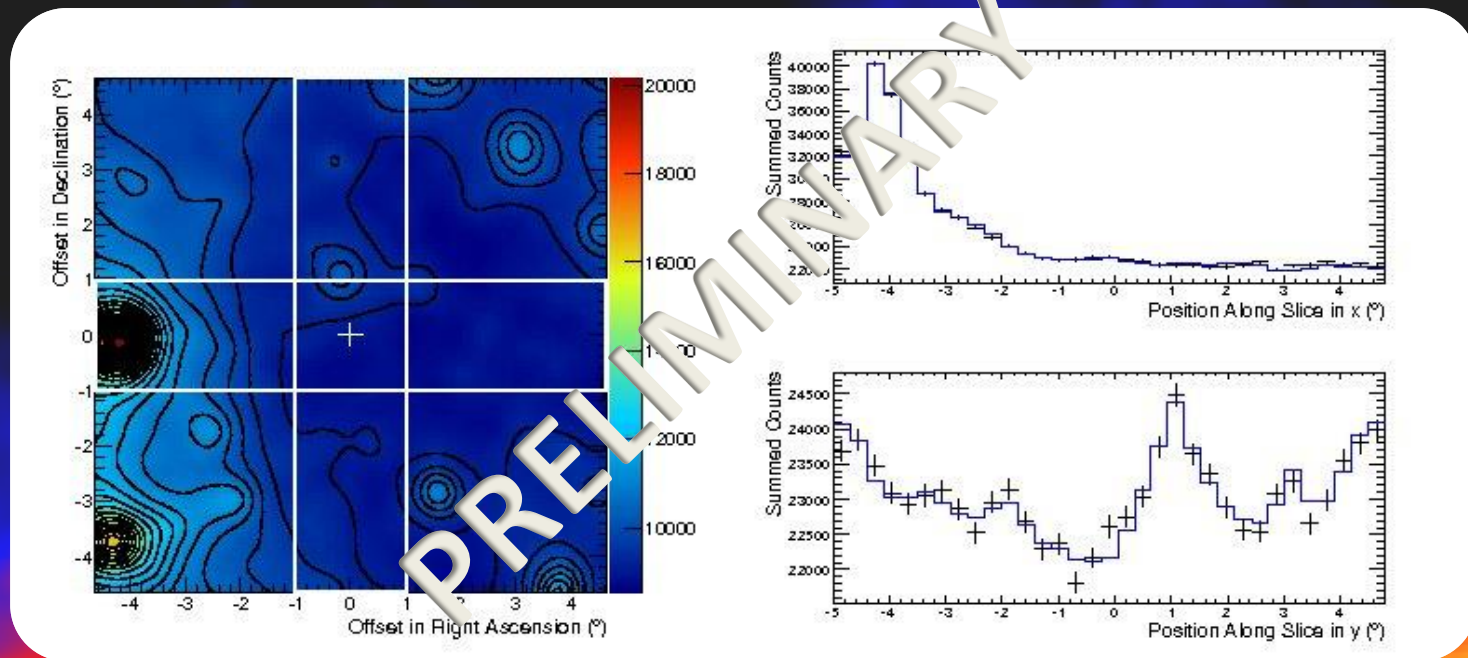 Offset in Declination (°)
4
3
2
1
0
-1
-2
-3
-4
-4 -3 -2 -1 0 1 2 3 4
Offset in Right Ascension (°)
20000
18000
16000
2000
10000
PRELIMINARY
Summed Counts
40000
38000
36000
34000
32000
-5 -4 -3 -2 -1 0 1 2 3 4
Position Along Slice in x (°)
Summed Counts
24500
24000
23500
23000
22500
22000
-5 -4 -3 -2 -1 0 1 2 3 4
Position Along Slice in y (°)